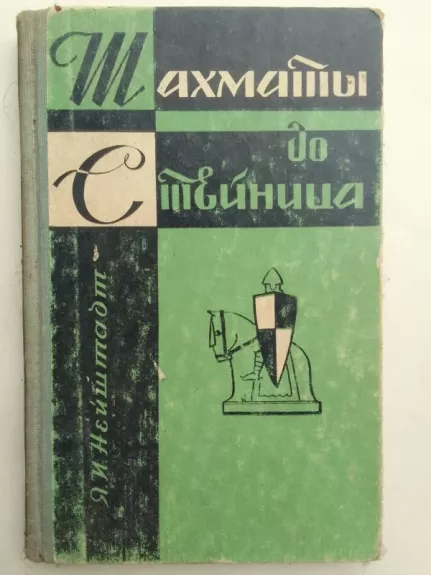 Шахматы
до
Стейница
Я.И.Нейштадт